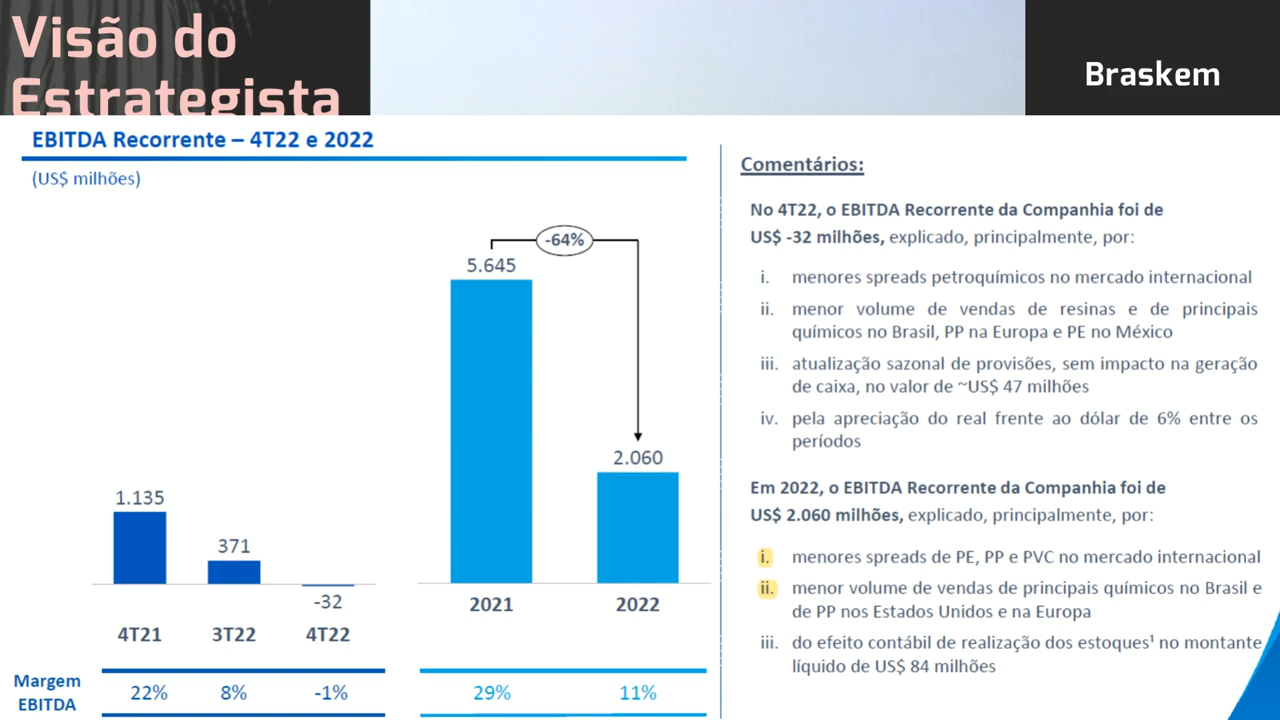 Visão do
Estrategista
Braskem
EBITDA Recorrente – 4T22 e 2022
(US$ milhões)
-64%
5.645
2.060
1.135
371
-32
4T21
3T22
4T22
2021
2022
Margem
EBITDA
22%
8%
-1%
29%
11%
Comentários:
No 4T22, o EBITDA Recorrente da Companhia foi de
US$ -32 milhões, explicado, principalmente, por:
i. menores spreads petroquímicos no mercado internacional
ii. menor volume de vendas de resinas e de principais
químicos no Brasil, PP na Europa e PE no México
iii. atualização sazonal de provisões, sem impacto na geração
de caixa, no valor de ~US$ 47 milhões
iv. pela apreciação do real frente ao dólar de 6% entre os
períodos
Em 2022, o EBITDA Recorrente da Companhia foi de
US$ 2.060 milhões, explicado, principalmente, por:
i. menores spreads de PE, PP e PVC no mercado internacional
ii. menor volume de vendas de principais químicos no Brasil e
de PP nos Estados Unidos e na Europa
iii. do efeito contábil de realização dos estoques¹ no montante
líquido de US$ 84 milhões